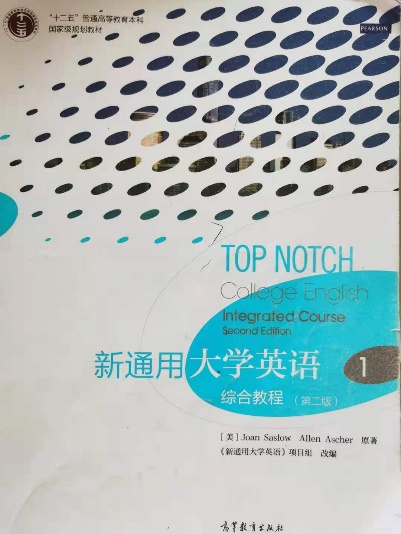 "十二五"普通高等教育本科
国家级规划教材
PEARSON
TOP NOTCH
College English
Integrated Course
Second Edition
新通用大学英语 1
综合教程（第二版）
［美］Joan Saslow Allen Ascher 原著
《新通用大学英语》项目组 改编
高等教育出版社